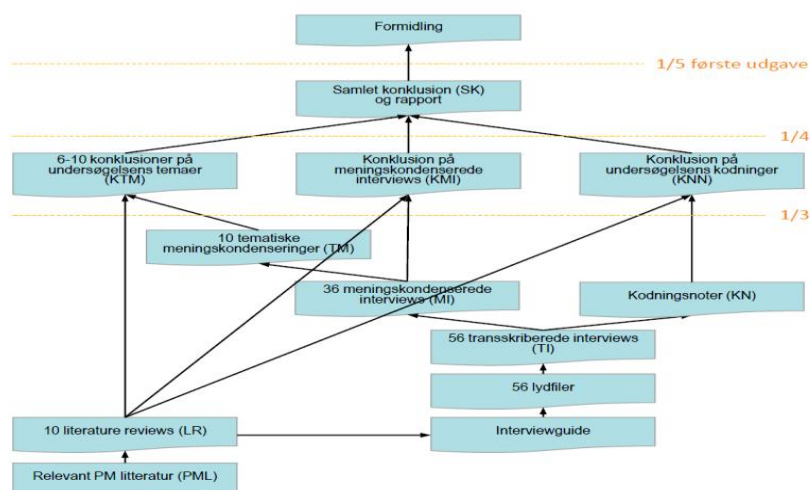 Formidling
1/5 første udgave
Samlet konklusion (SK)
og rapport
1/4
6-10 konklusioner på
undersøgelsens temaer
(KTM)
Konklusion på
meningskondenserede
interviews (KMI)
Konklusion på
undersøgelsens kodninger
(KNN)
1/3
10 tematiske
meningskondenseringer (TM)
36 meningskondenserede
interviews (MI)
Kodningsnoter (KN)
56 transskriberede interviews
(TI)
56 lydfiler
10 literature reviews (LR)
Interviewguide
Relevant PM litteratur (PML)